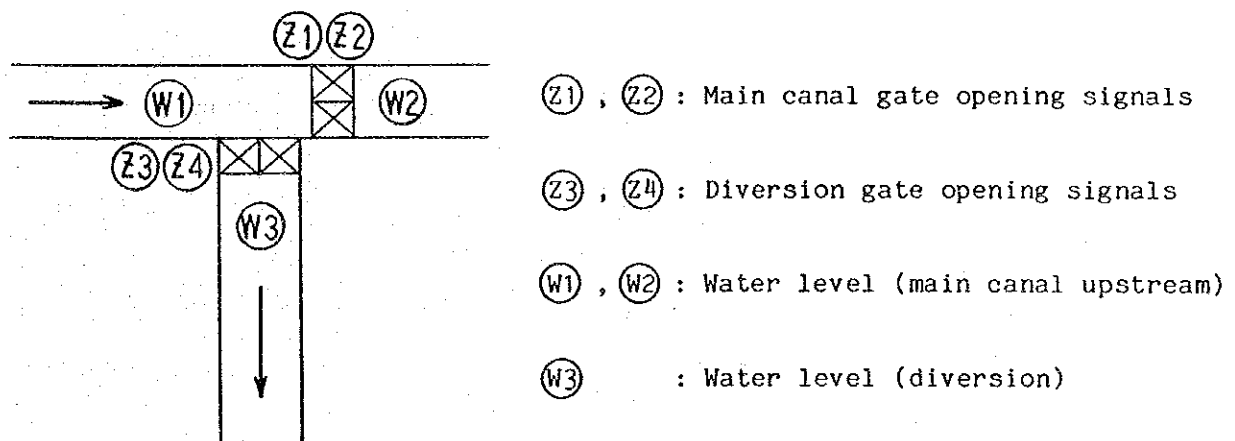 Z1 Z2
W1 W2
Z3 Z4
W3
Z1 , Z2 : Main canal gate opening signals
Z3 , Z4 : Diversion gate opening signals
W1 , W2 : Water level (main canal upstream)
W3 : Water level (diversion)